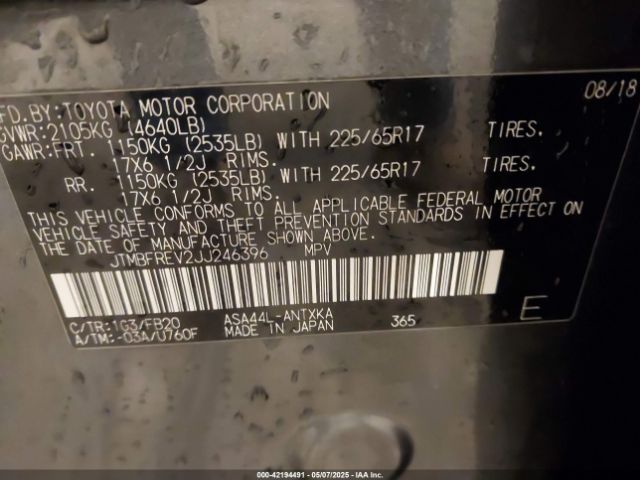 08/18
MFD.BY:TOYOTA MOTOR CORPORATION
GVWR:2105KG (4640LB)
GAWR:FRT. 1150KG (2535LB) WITH 225/65R17 TIRES.
17X6 1/2J RIMS.
RR. 1150KG (2535LB) WITH 225/65R17 TIRES.
17X6 1/2J RIMS.
THIS VEHICLE CONFORMS TO ALL APPLICABLE FEDERAL MOTOR
VEHICLE SAFETY AND THEFT PREVENTION STANDARDS IN EFFECT ON
THE DATE OF MANUFACTURE SHOWN ABOVE.
JTMBFREV2JJ246396 MPV
C/TR:1G3/FB20 ASA44L-ANTXKA 365 E
A/TM:-03A/U760F MADE IN JAPAN
000-42194491 - 05/07/2025 - IAA Inc.